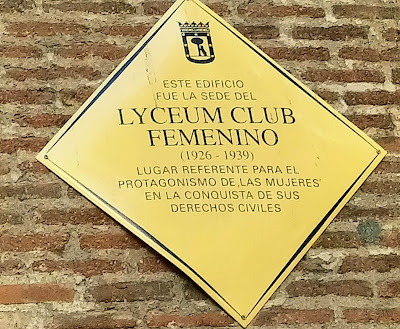 ESTE EDIFICIO
FUE LA SEDE DEL
LYCEUM CLUB
FEMENINO
(1926 - 1939)
LUGAR REFERENTE PARA EL
PROTAGONISMO DE LAS MUJERES
EN LA CONQUISTA DE SUS
DERECHOS CIVILES